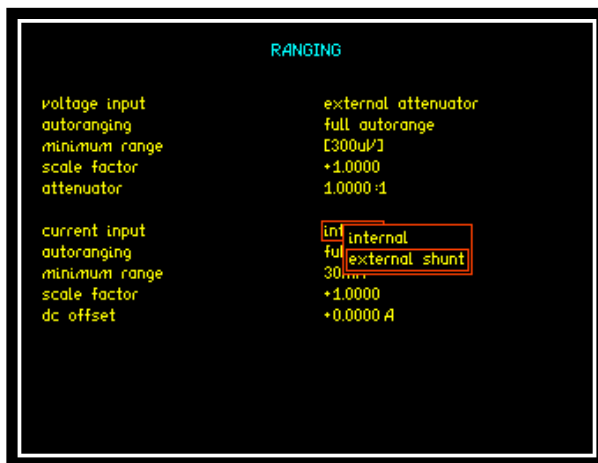 RANGING
voltage input external attenuator
autoranging full autorange
minimum range [300uV]
scale factor +1.0000
attenuator 1.0000:1
current input
internal
autoranging
external shunt
minimum range
scale factor +1.0000
dc offset +0.0000 A